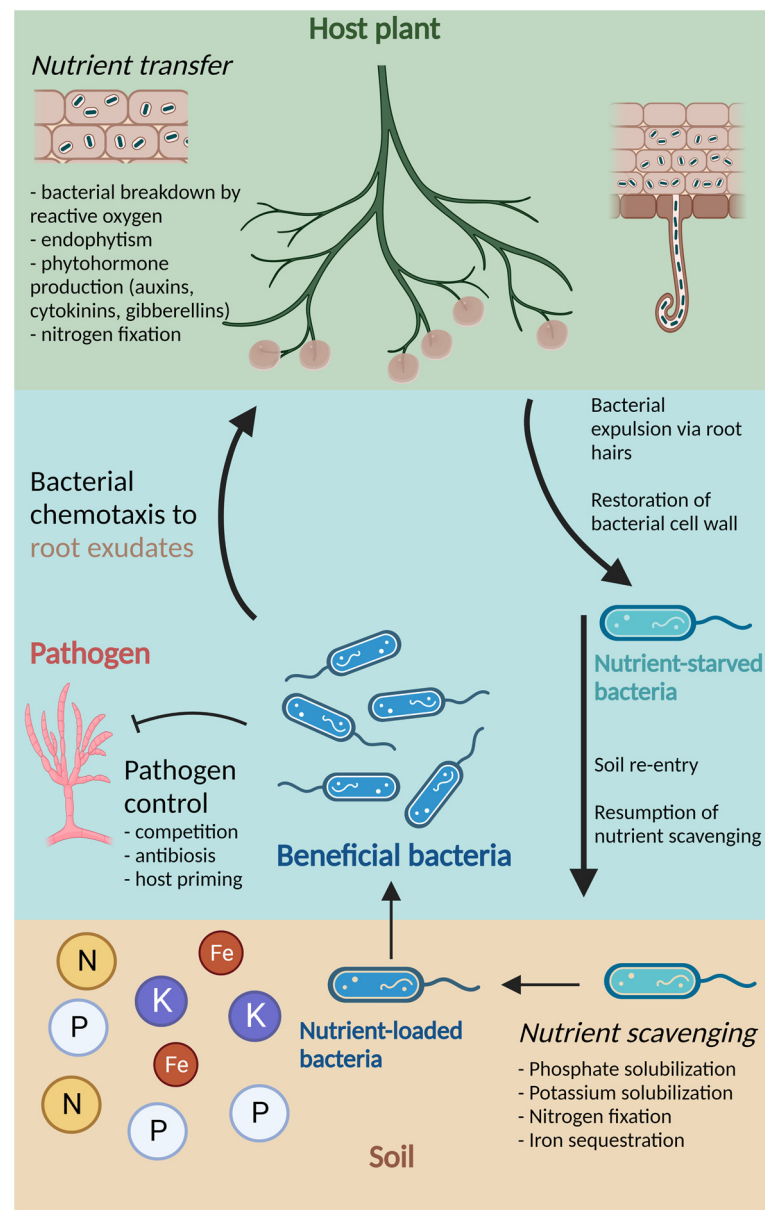 Host plant
Nutrient transfer
- bacterial breakdown by
reactive oxygen
- endophytism
- phytohormone
production (auxins,
cytokinins, gibberellins)
- nitrogen fixation
Bacterial
expulsion via root
hairs
Restoration of
bacterial cell wall
Bacterial
chemotaxis to
root exudates
Nutrient-starved
bacteria
Pathogen
Pathogen
control
- competition
- antibiosis
- host priming
Soil re-entry
Resumption of
nutrient scavenging
Beneficial bacteria
N
Fe
K
K
P
Fe
N
P
P
Nutrient-loaded
bacteria
Nutrient scavenging
- Phosphate solubilization
- Potassium solubilization
- Nitrogen fixation
- Iron sequestration
Soil